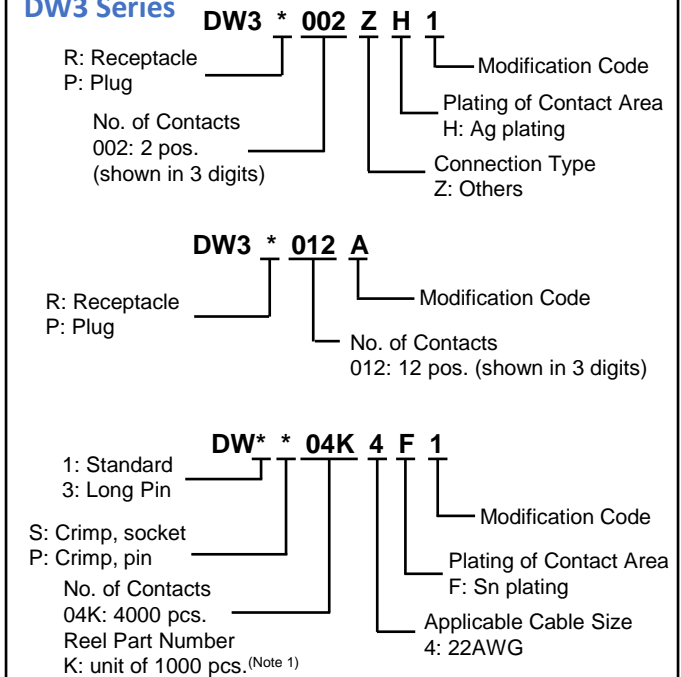 DW3 Series
DW3 * 002 Z H 1
R: Receptacle
P: Plug
No. of Contacts
002: 2 pos.
(shown in 3 digits)
Modification Code
Plating of Contact Area
H: Ag plating
Connection Type
Z: Others
DW3 * 012 A
R: Receptacle
P: Plug
Modification Code
No. of Contacts
012: 12 pos. (shown in 3 digits)
DW* * 04K 4 F 1
1: Standard
3: Long Pin
S: Crimp, socket
P: Crimp, pin
No. of Contacts
04K: 4000 pcs.
Reel Part Number
K: unit of 1000 pcs.(Note 1)
Modification Code
Plating of Contact Area
F: Sn plating
Applicable Cable Size
4: 22AWG